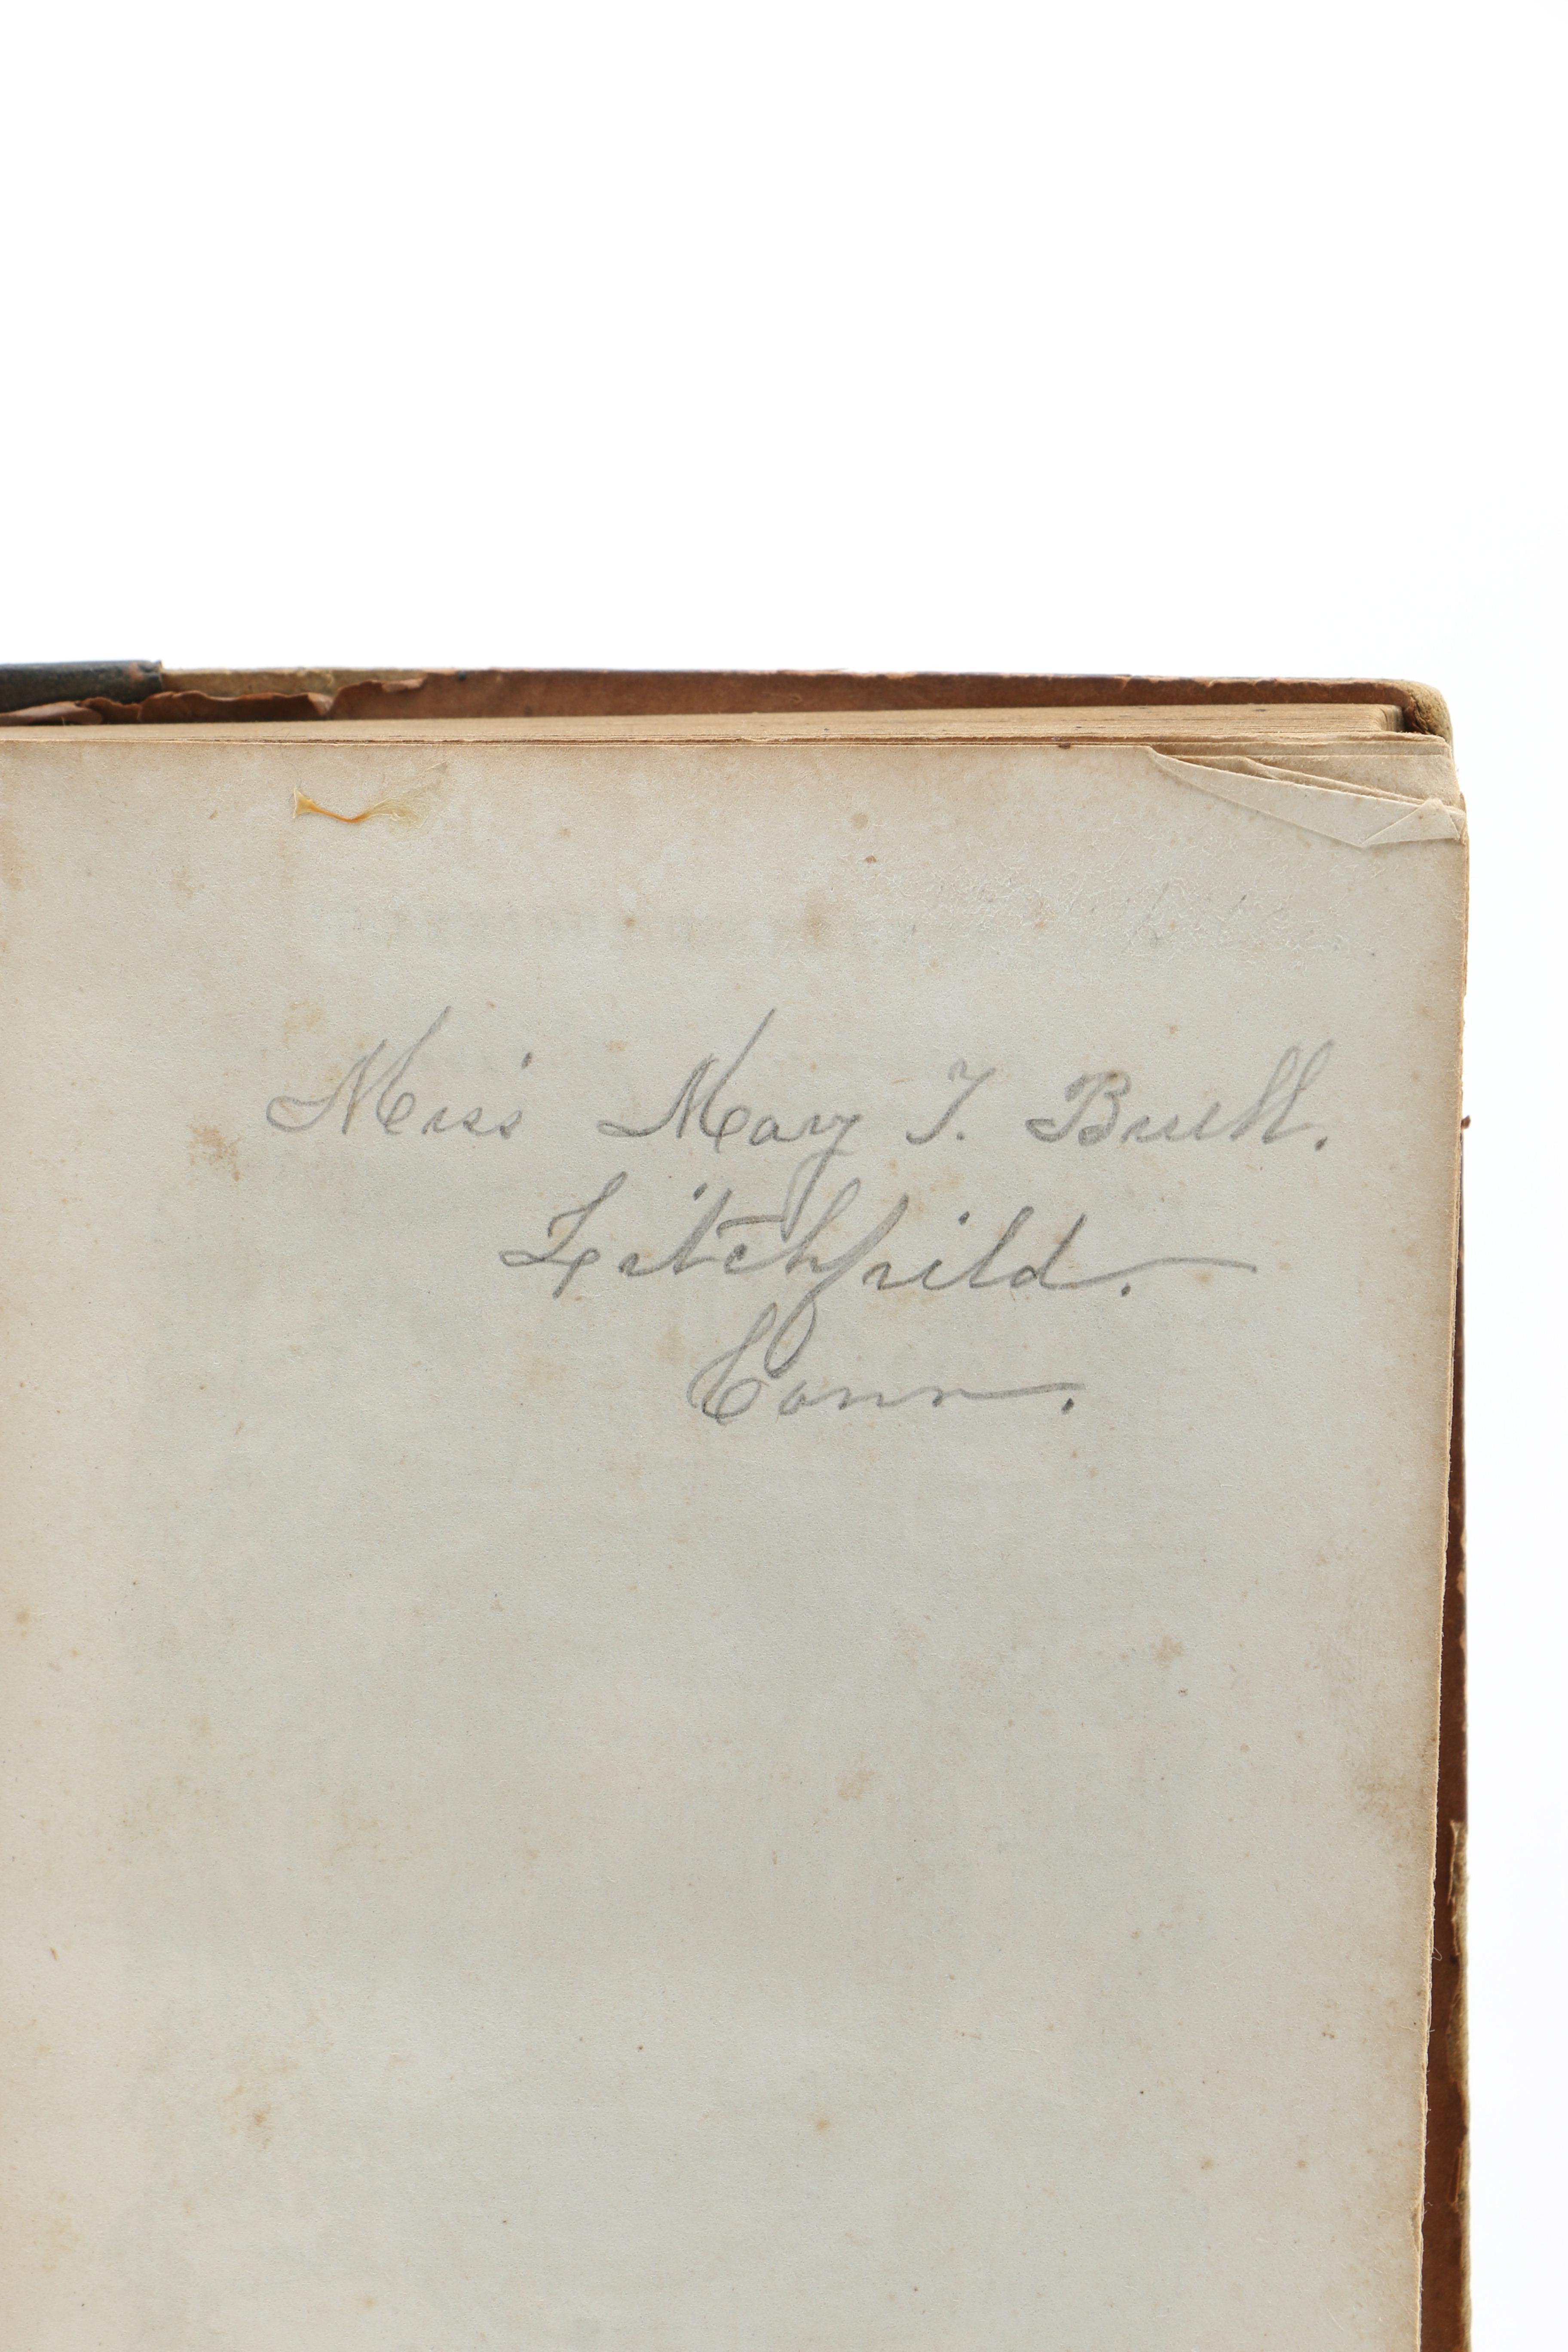 Miss Mary T. Buell.
Litchfield.
Conn.